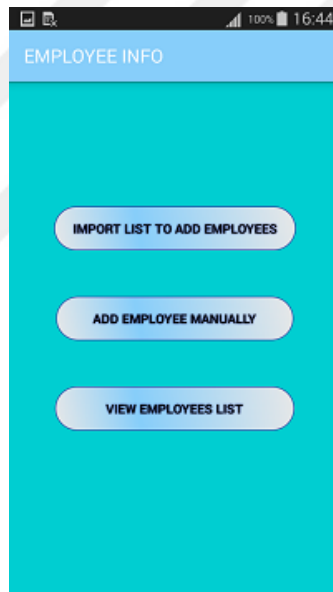 100% 16:44
EMPLOYEE INFO
IMPORT LIST TO ADD EMPLOYEES
ADD EMPLOYEE MANUALLY
VIEW EMPLOYEES LIST